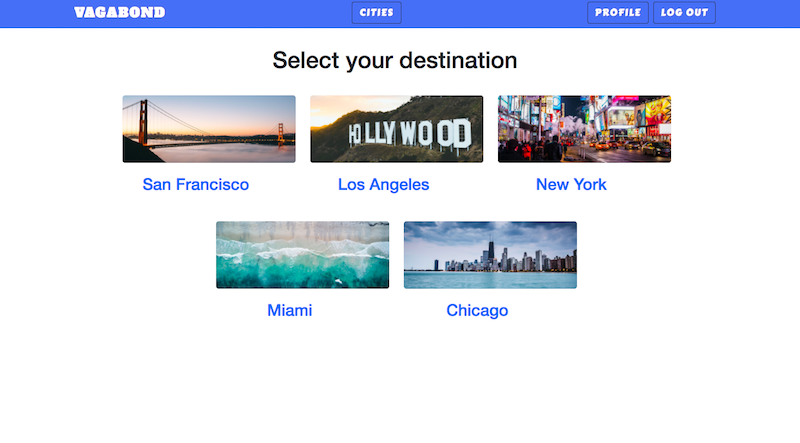 VAGABOND
CITIES
PROFILE
LOG OUT
Select your destination
HOLLYWOOD
San Francisco
Los Angeles
New York
Miami
Chicago